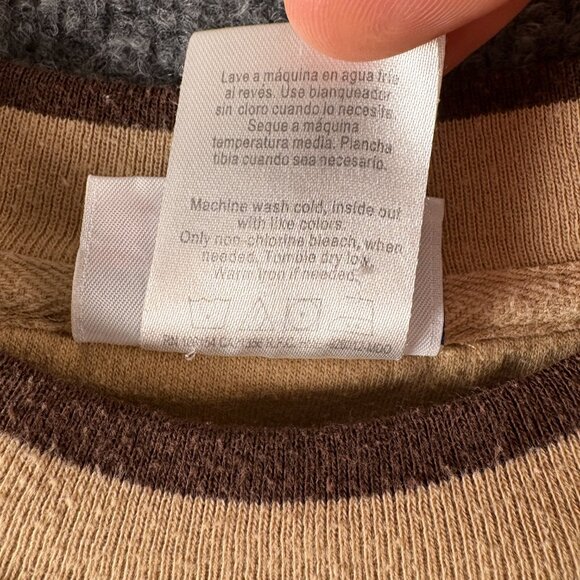 Lave a máquina en agua fría
al revés. Use blanqueador
sin cloro cuando lo necesite.
Seque a máquina
temperatura media. Plancha
tibia cuando sea necesario.
Machine wash cold, inside out
with like colors.
Only non-chlorine bleach, when
needed. Tumble dry low.
Warm iron if needed.
RN